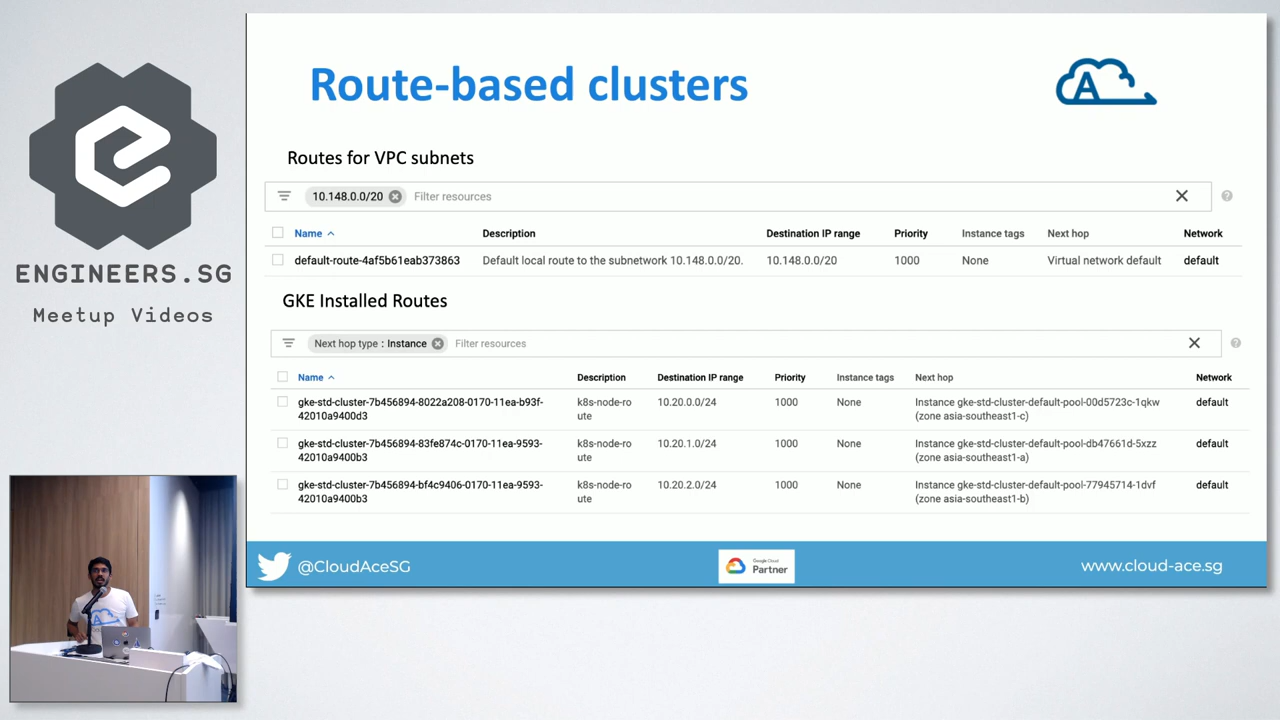 ENGINEERS.SG
Meetup Videos
Route-based clusters
A
Routes for VPC subnets
10.148.0.0/20 Filter resources
Name Description Destination IP range Priority Instance tags Next hop Network
default-route-4af5b61eab373863 Default local route to the subnetwork 10.148.0.0/20. 10.148.0.0/20 1000 None Virtual network default default
GKE Installed Routes
Next hop type : Instance Filter resources
Name Description Destination IP range Priority Instance tags Next hop Network
gke-std-cluster-7b456894-8022a208-0170-11ea-b93f- k8s-node-ro 10.20.0.0/24 1000 None Instance gke-std-cluster-default-pool-00d5723c-1qkw default
42010a9400d3 ute (zone asia-southeast1-c)
gke-std-cluster-7b456894-83fe874c-0170-11ea-9593- k8s-node-ro 10.20.1.0/24 1000 None Instance gke-std-cluster-default-pool-db47661d-5xzz default
42010a9400b3 ute (zone asia-southeast1-a)
gke-std-cluster-7b456894-bf4c9406-0170-11ea-9593- k8s-node-ro 10.20.2.0/24 1000 None Instance gke-std-cluster-default-pool-77945714-1dvf default
42010a9400b3 ute (zone asia-southeast1-b)
@CloudAceSG
Google Cloud
Partner
www.cloud-ace.sg